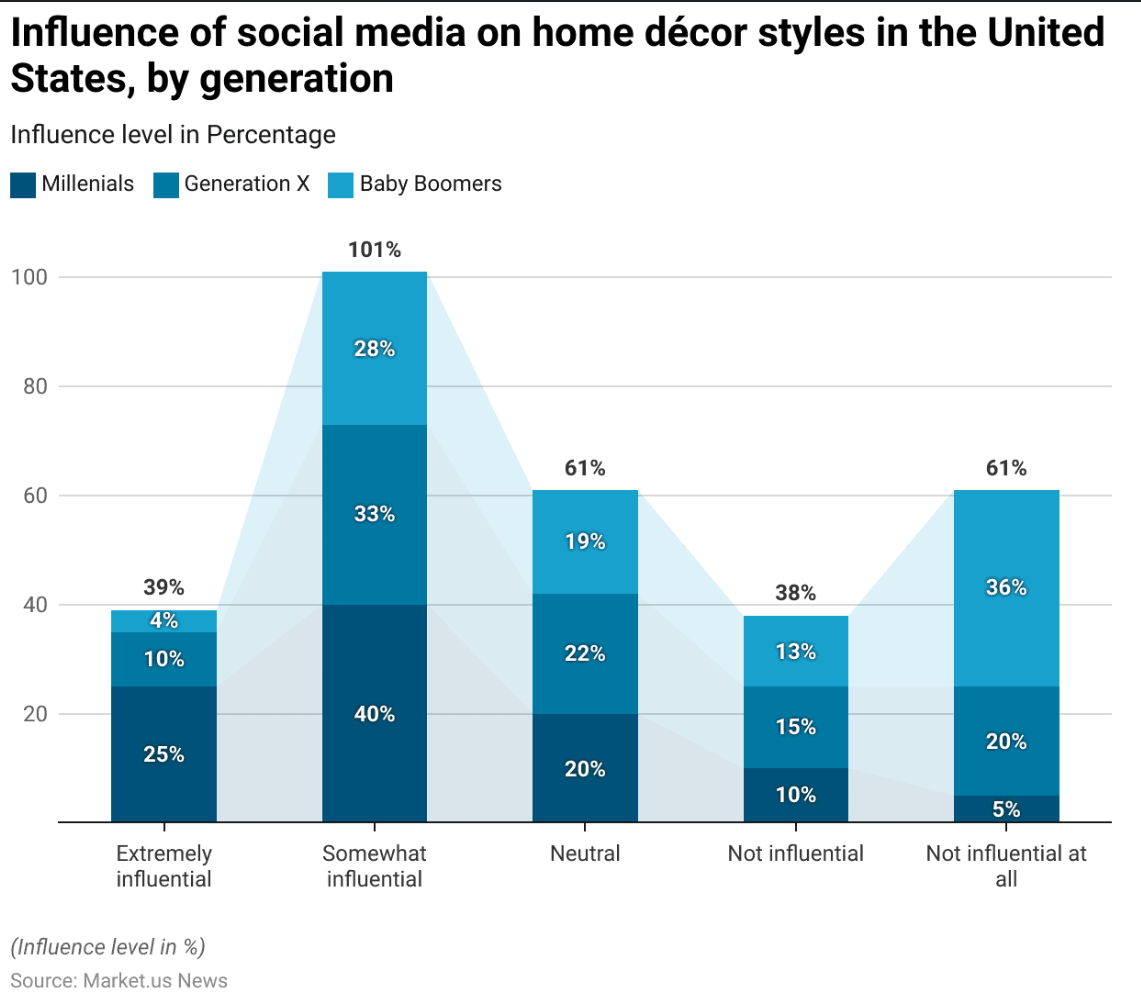 Influence of social media on home décor styles in the United
States, by generation
Influence level in Percentage
Millenials Generation X Baby Boomers
101%
100
28%
80
33%
61% 61%
60
19%
36%
39% 38%
40
4%
22% 13%
10%
15%
20% 
20
40%
25%
20%
10%
5%
Extremely influential
Somewhat influential
Neutral
Not influential
Not influential at all
(Influence level in %)
Source: Market.us News